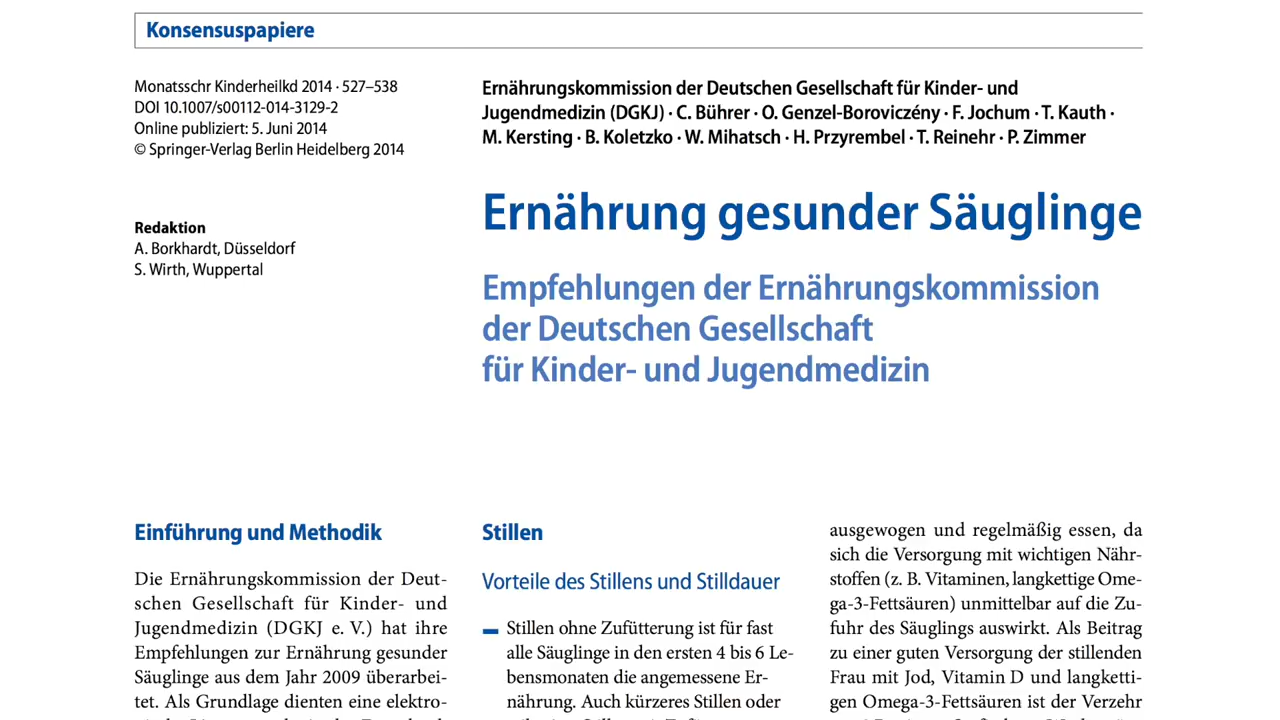 Konsensuspapiere
Monatsschr Kinderheilkd 2014 · 527–538
DOI 10.1007/s00112-014-3129-2
Online publiziert: 5. Juni 2014
© Springer-Verlag Berlin Heidelberg 2014
Redaktion
A. Borkhardt, Düsseldorf
S. Wirth, Wuppertal
Ernährungskommission der Deutschen Gesellschaft für Kinder- und
Jugendmedizin (DGKJ) · C. Bührer · O. Genzel-Boroviczény · F. Jochum · T. Kauth ·
M. Kersting · B. Koletzko · W. Mihatsch · H. Przyrembel · T. Reinehr · P. Zimmer
Ernährung gesunder Säuglinge
Empfehlungen der Ernährungskommission
der Deutschen Gesellschaft
für Kinder- und Jugendmedizin
Einführung und Methodik
Die Ernährungskommission der Deut-
schen Gesellschaft für Kinder- und
Jugendmedizin (DGKJ e. V.) hat ihre
Empfehlungen zur Ernährung gesunder
Säuglinge aus dem Jahr 2009 überarbei-
tet. Als Grundlage dienten eine elektro-
Stillen
Vorteile des Stillens und Stilldauer
– Stillen ohne Zufütterung ist für fast
alle Säuglinge in den ersten 4 bis 6 Le-
bensmonaten die angemessene Er-
nährung. Auch kürzeres Stillen oder
ausgewogen und regelmäßig essen, da
sich die Versorgung mit wichtigen Nähr-
stoffen (z. B. Vitaminen, langkettige Ome-
ga-3-Fettsäuren) unmittelbar auf die Zu-
fuhr des Säuglings auswirkt. Als Beitrag
zu einer guten Versorgung der stillenden
Frau mit Jod, Vitamin D und langketti-
gen Omega-3-Fettsäuren ist der Verzehr